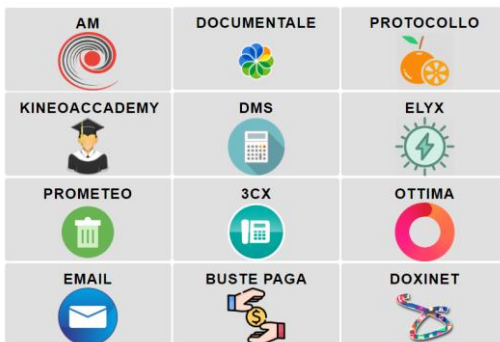 AM
DOCUMENTALE
PROTOCOLLO
KINEOACCADEMY
DMS
ELYX
PROMETEO
3CX
OTTIMA
EMAIL
BUSTE PAGA
DOXINET